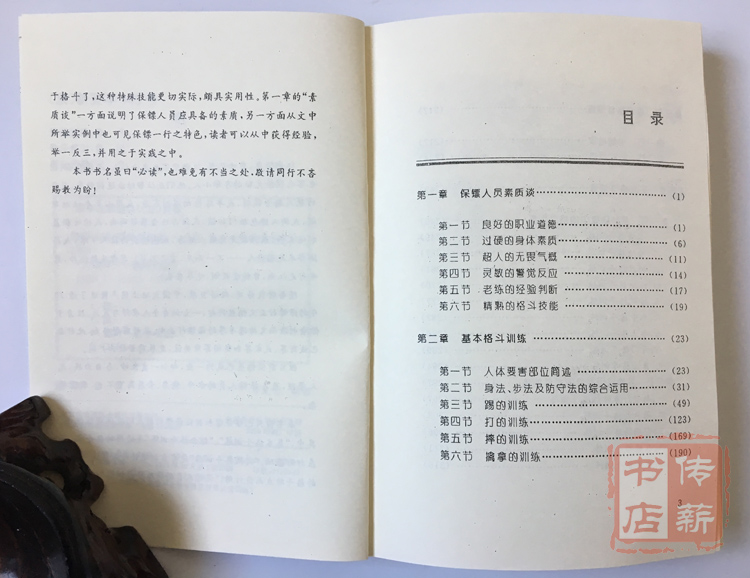 于格斗了，这种特殊技能更切实际，颇具实用性。第一章的“素
质谈”一方面说明了保镖人员应具备的素质，另一方面从文中
所举实例中也可见保镖一行之特色，读者可以从中获得经验，
举一反三，并用之于实践之中。
本书书名虽曰“必读”，也难免有不当之处，敬请同行不吝
赐教为盼！
目录
第一章 保镖人员素质谈……………………(1)
第一节 良好的职业道德……………………(1)
第二节 过硬的身体素质……………………(6)
第三节 超人的无畏气概……………………(11)
第四节 灵敏的警觉反应……………………(14)
第五节 老练的经验判断……………………(17)
第六节 精熟的格斗技能……………………(19)
第二章 基本格斗训练……………………(23)
第一节 人体要害部位简述……………………(23)
第二节 身法、步法及防守法的综合运用………(31)
第三节 踢的训练……………………(49)
第四节 打的训练……………………(123)
第五节 摔的训练……………………(169)
第六节 擒拿的训练……………………(190)
3
传薪
书店